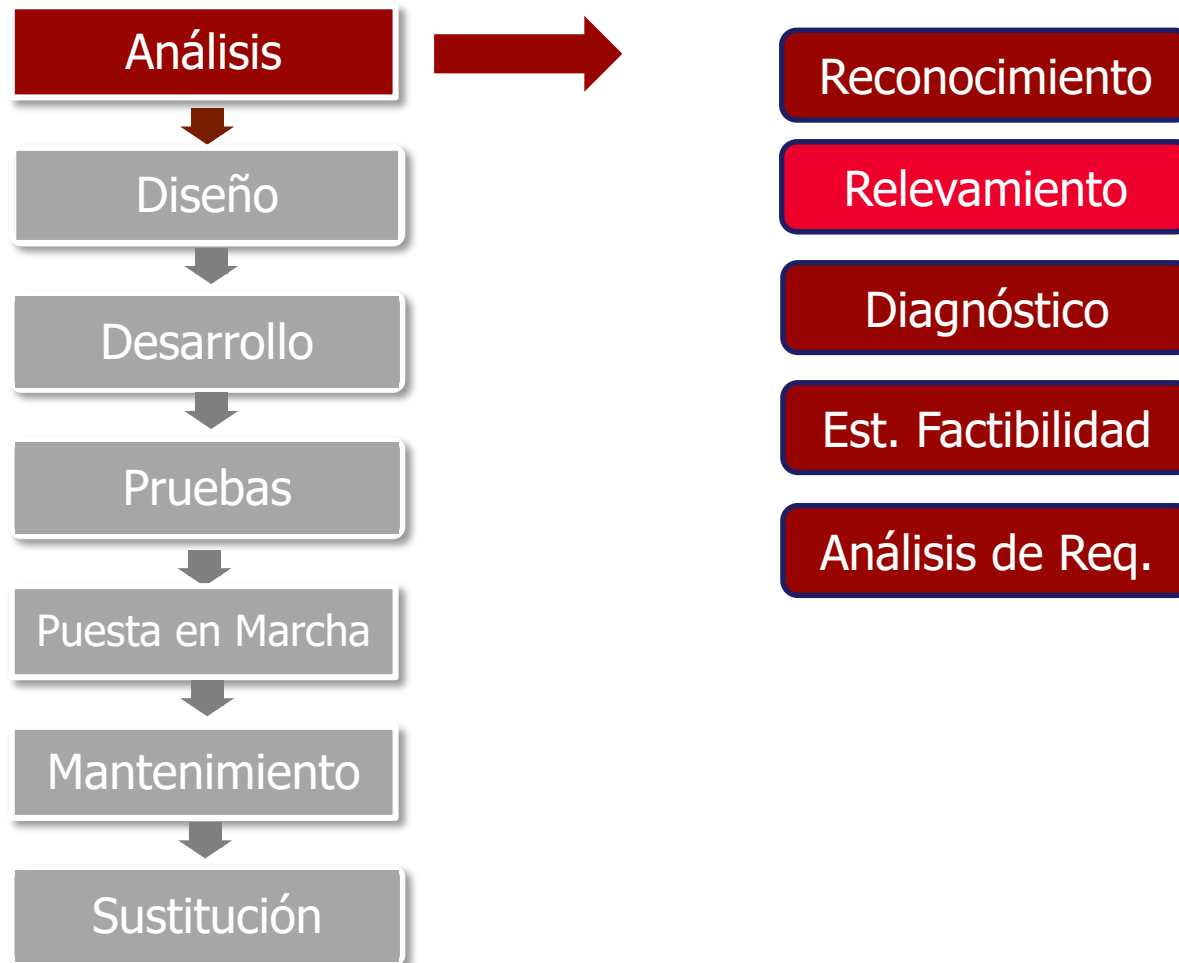 Análisis
Diseño
Desarrollo
Pruebas
Puesta en Marcha
Mantenimiento
Sustitución
Reconocimiento
Relevamiento
Diagnóstico
Est. Factibilidad
Análisis de Req.